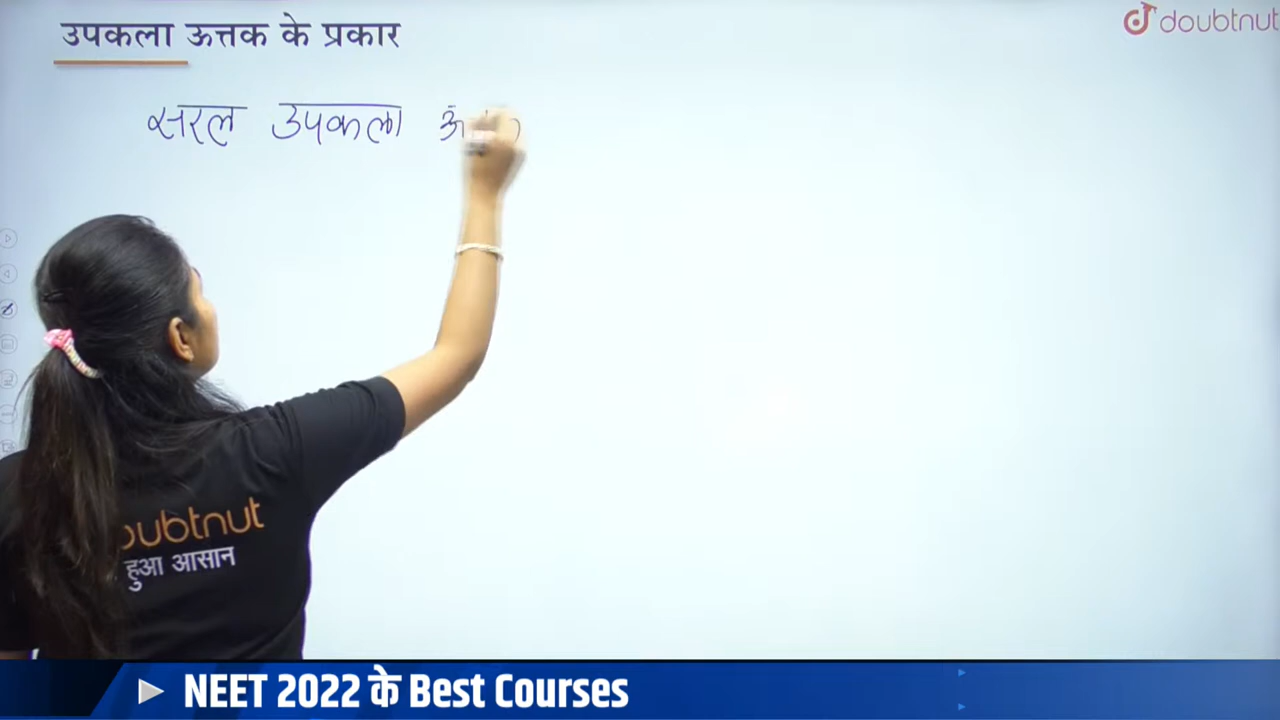 उपकला ऊत्तक के प्रकार
doubtnut
सरल उपकला
oubtnut
हुआ आसान
NEET 2022 के Best Courses